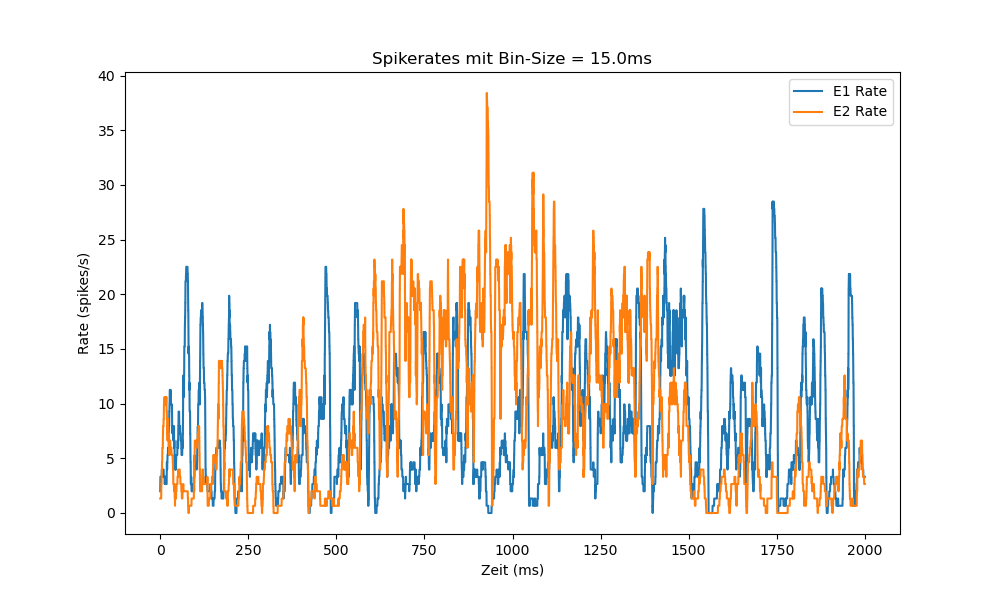 Spikerates mit Bin-Size = 15.0ms
E1 Rate
E2 Rate
40
35
30
25
20
15
10
5
0
Rate (spikes/s)
0 250 500 750 1000 1250 1500 1750 2000
Zeit (ms)